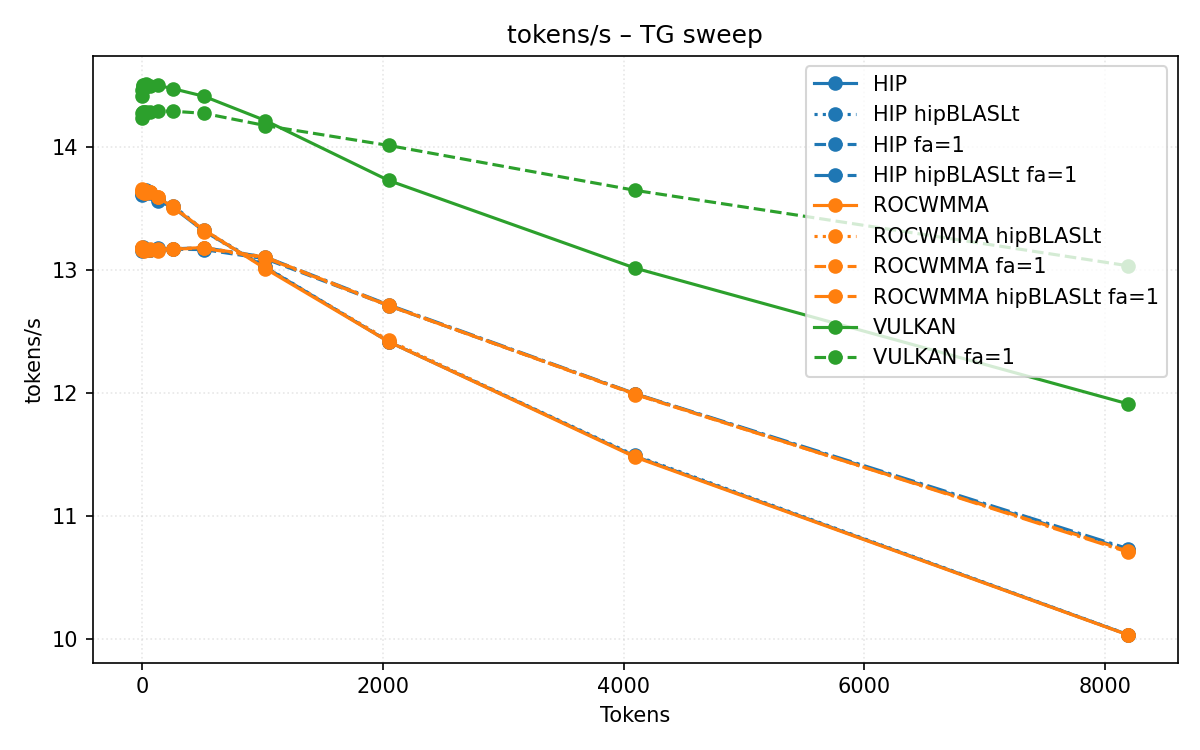 tokens/s – TG sweep
HIP
HIP hipBLASLt
HIP fa=1
HIP hipBLASLt fa=1
ROCWMMA
ROCWMMA hipBLASLt
ROCWMMA fa=1
ROCWMMA hipBLASLt fa=1
VULKAN
VULKAN fa=1
tokens/s
14
13
12
11
10
0 2000 4000 6000 8000
Tokens